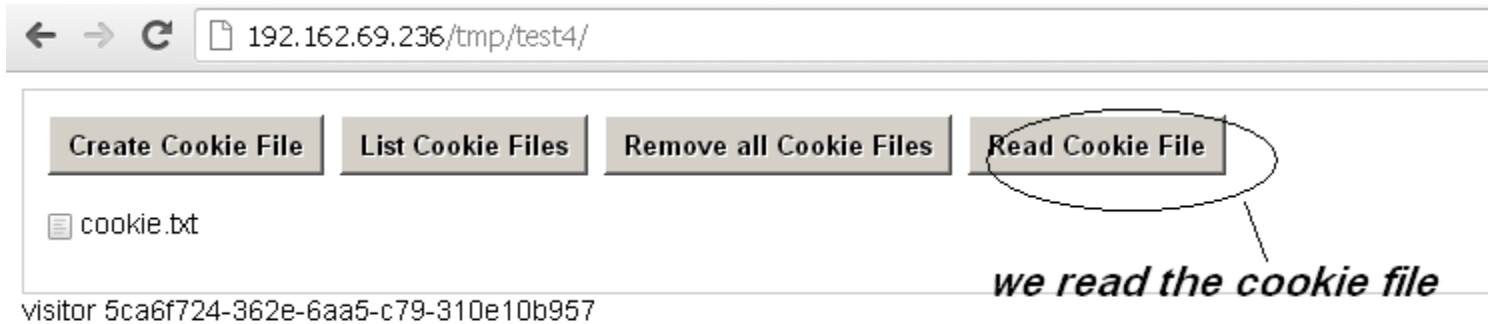 192.162.69.236/tmp/test4/
Create Cookie File List Cookie Files Remove all Cookie Files Read Cookie File
cookie.txt
we read the cookie file
visitor 5ca6f724-362e-6aa5-c79-310e10b957